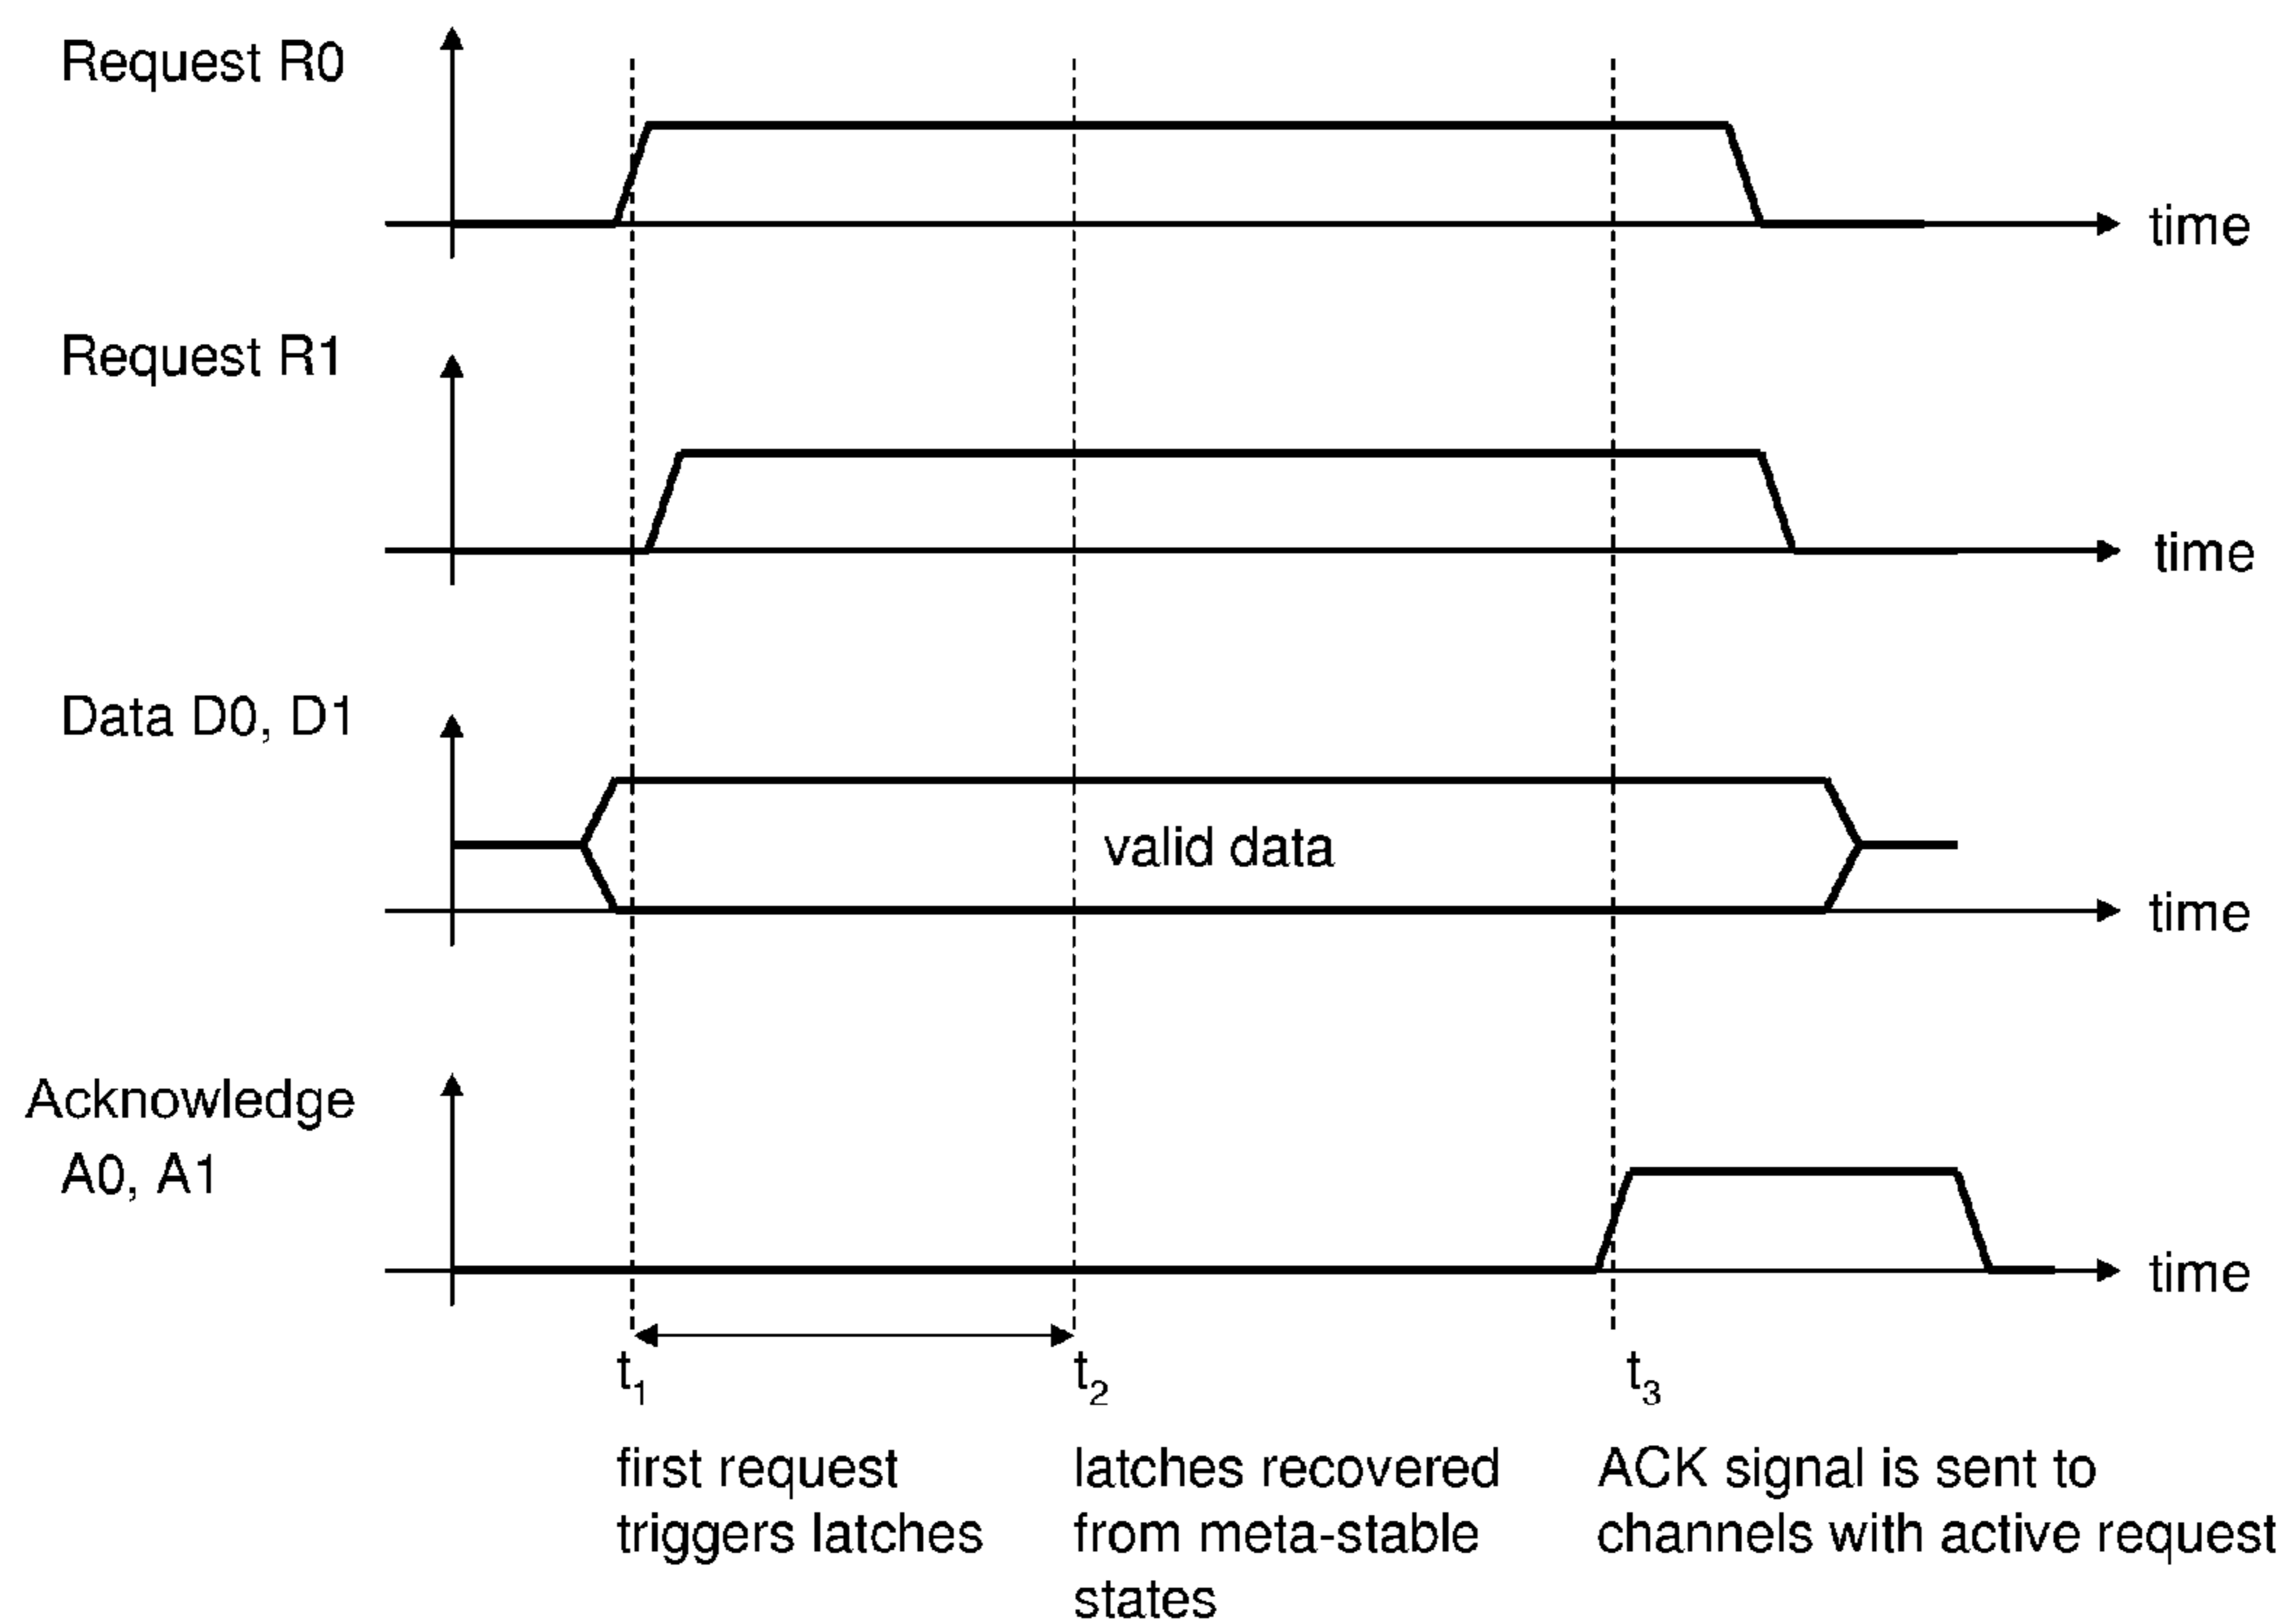 Request R0
time
Request R1
time
Data D0, D1
valid data
time
Acknowledge
A0, A1
time
t1
t2
t3
first request
triggers latches
latches recovered
from meta-stable
states
ACK signal is sent to
channels with active request